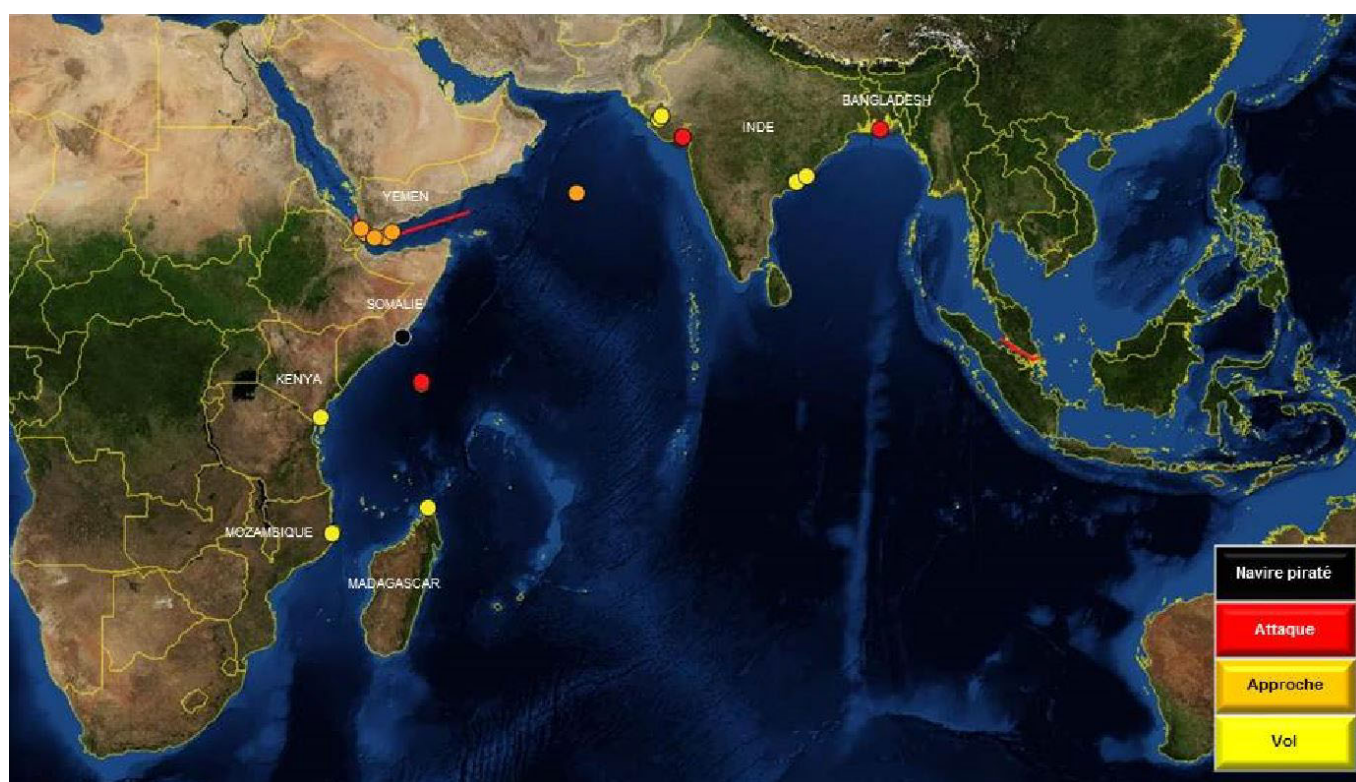 BANGLADESH
INDE
YEMEN
SOMALIE
KENYA
MOZAMBIQUE
MADAGASCAR
Navire piraté
Attaque
Approche
Vol